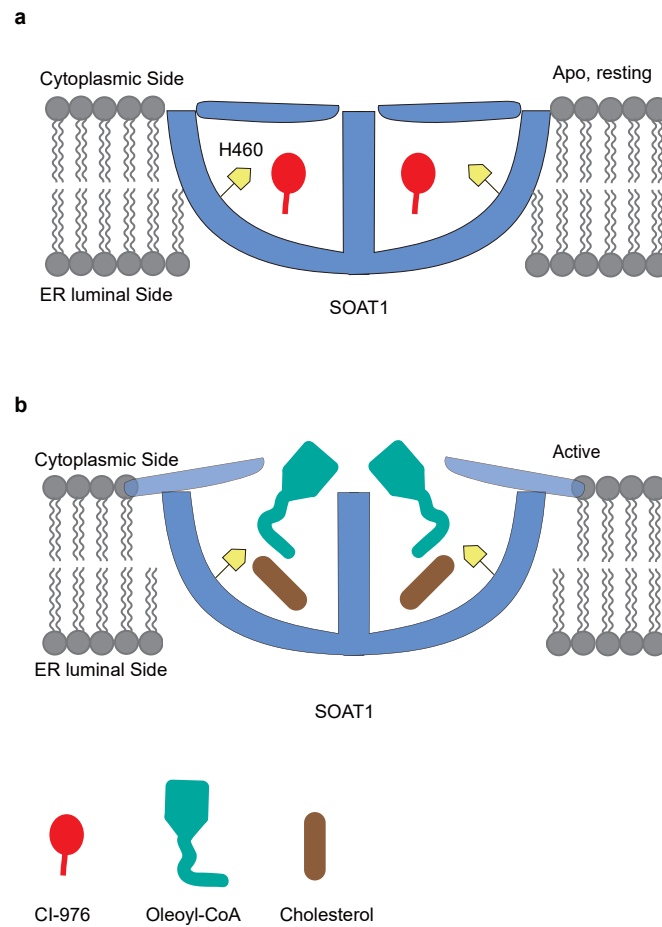 a
Cytoplasmic Side
Apo, resting
H460
ER luminal Side
SOAT1
b
Cytoplasmic Side
Active
ER luminal Side
SOAT1
CI-976
Oleoyl-CoA
Cholesterol